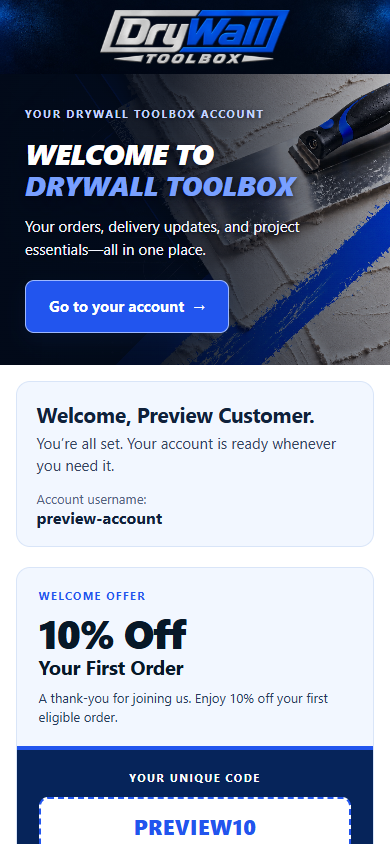 DryWall
TOOLBOX
YOUR DRYWALL TOOLBOX ACCOUNT
WELCOME TO
DRYWALL TOOLBOX
Your orders, delivery updates, and project
essentials—all in one place.
Go to your account →
Welcome, Preview Customer.
You’re all set. Your account is ready whenever
you need it.
Account username:
preview-account
WELCOME OFFER
10% Off
Your First Order
A thank-you for joining us. Enjoy 10% off your first
eligible order.
YOUR UNIQUE CODE
PREVIEW10